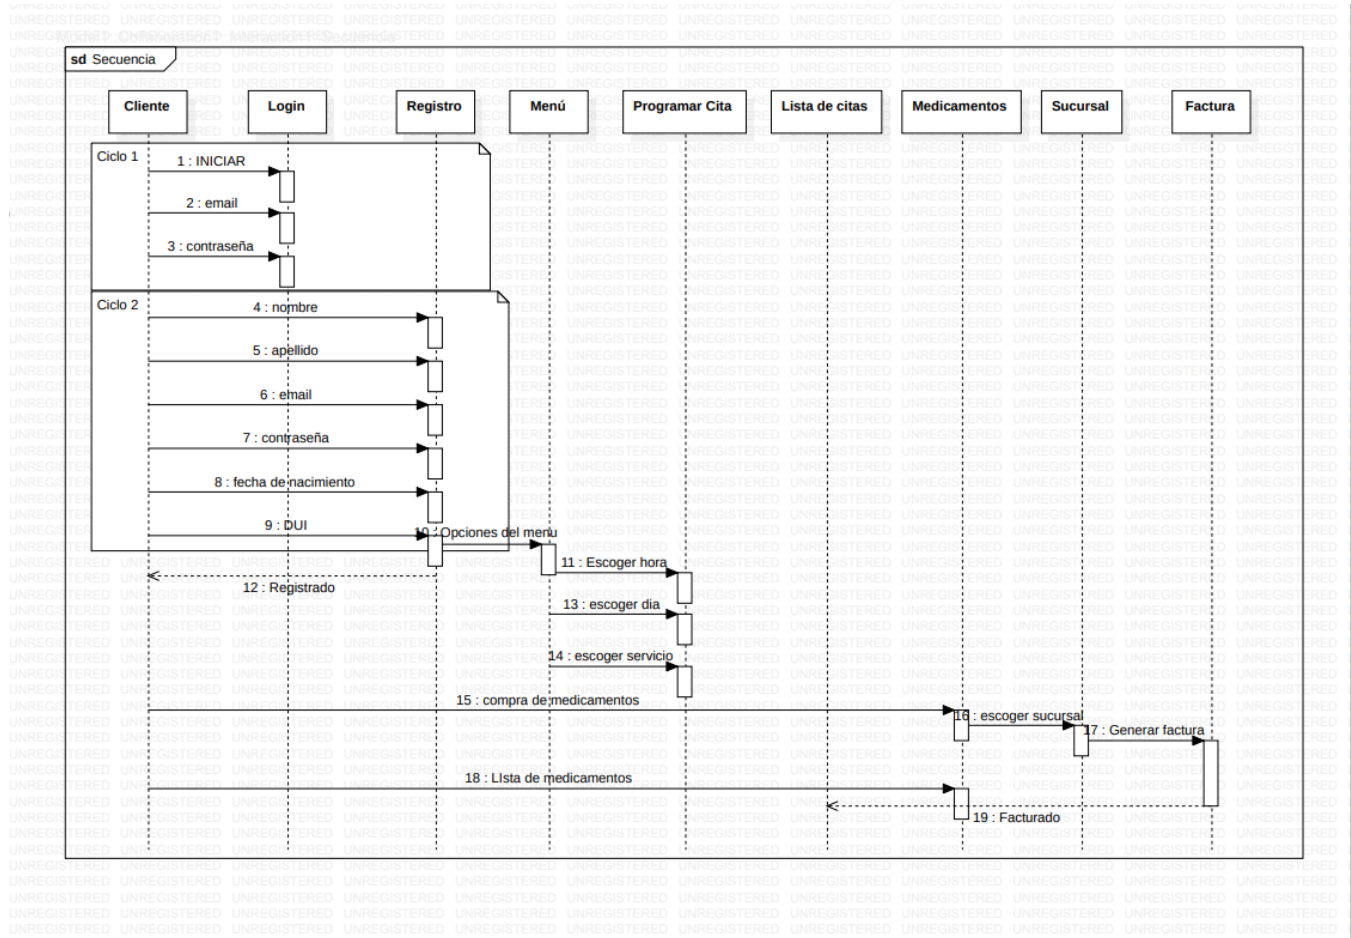 Model1::Collaboration1::Interaction1::Secuencia
sd Secuencia
Cliente
Login
Registro
Menú
Programar Cita
Lista de citas
Medicamentos
Sucursal
Factura
Ciclo 1
1 : INICIAR
2 : email
3 : contraseña
Ciclo 2
4 : nombre
5 : apellido
6 : email
7 : contraseña
8 : fecha de nacimiento
9 : DUI
10 : Opciones del menu
11 : Escoger hora
12 : Registrado
13 : escoger dia
14 : escoger servicio
15 : compra de medicamentos
16 : escoger sucursal
17 : Generar factura
18 : LIsta de medicamentos
19 : Facturado
UNREGISTERED